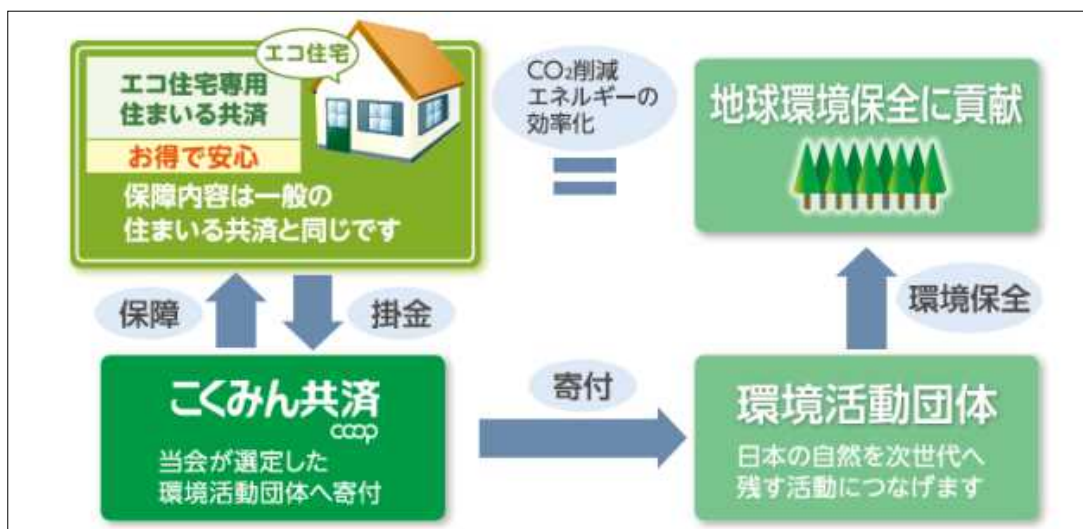 エコ住宅
エコ住宅専用
住まいる共済
お得で安心
保障内容は一般の
住まいる共済と同じです
CO₂削減
エネルギーの
効率化
地球環境保全に貢献
保障
掛金
環境保全
こくみん共済
coop
当会が選定した
環境活動団体へ寄付
寄付
環境活動団体
日本の自然を次世代へ
残す活動につなげます